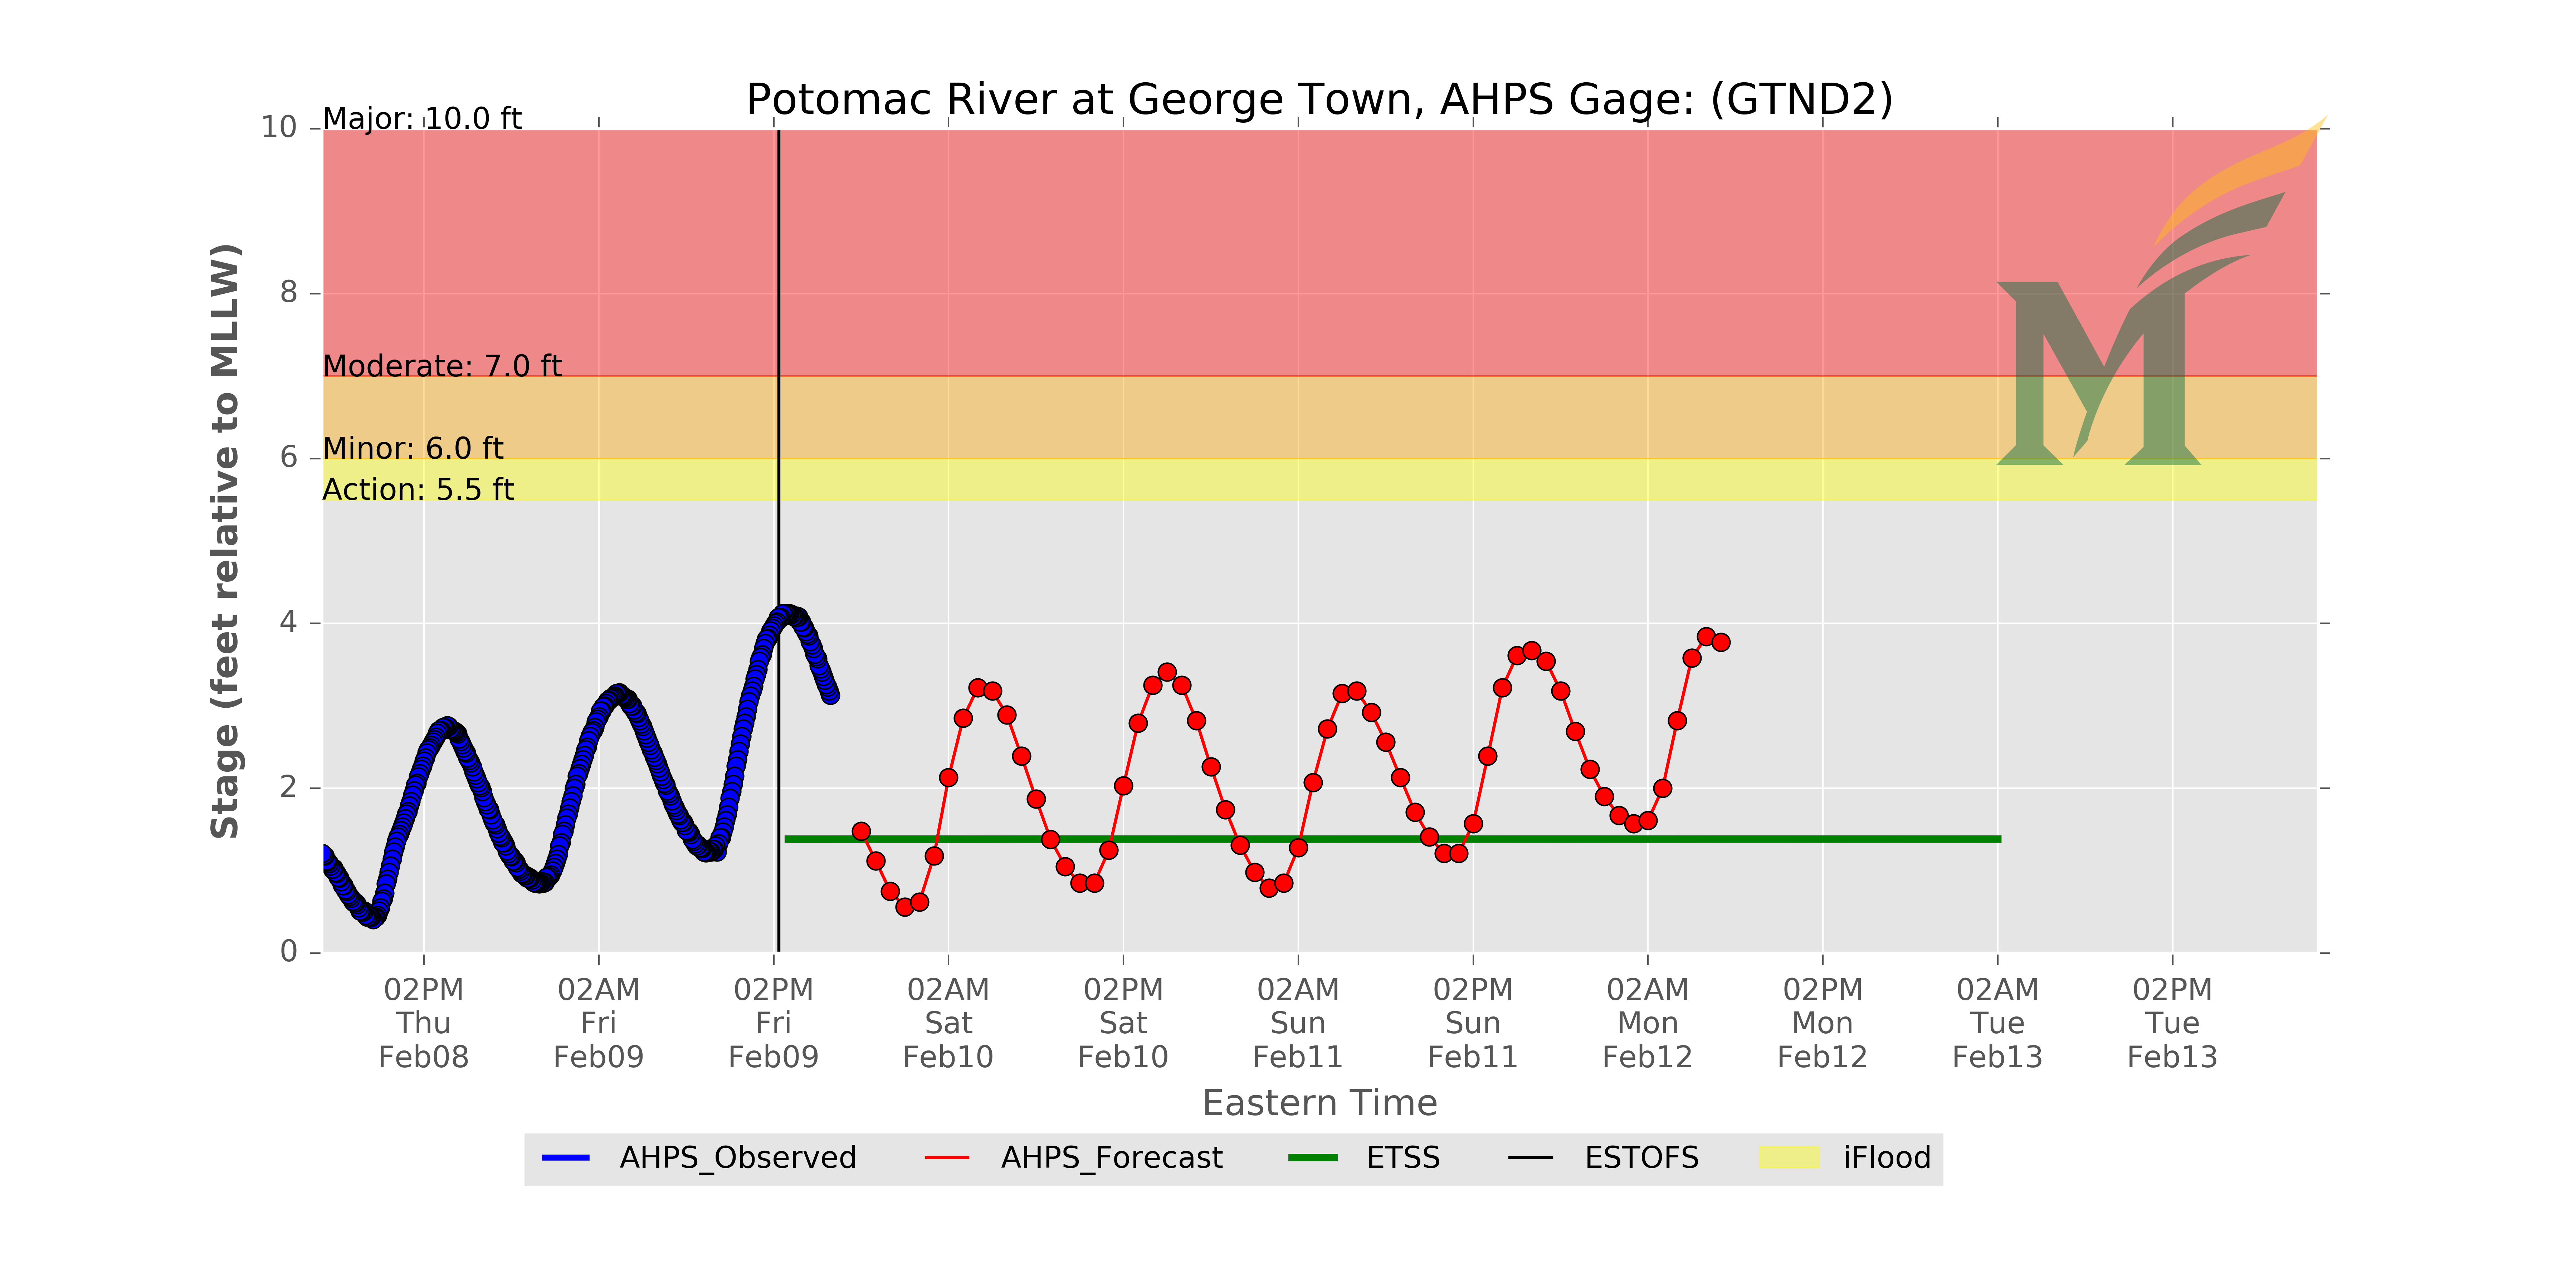 Potomac River at George Town, AHPS Gage: (GTND2)
Major: 10.0 ft
Moderate: 7.0 ft
Minor: 6.0 ft
Action: 5.5 ft
Stage (feet relative to MLLW)
10
8
6
4
2
0
02PM Thu Feb08
02AM Fri Feb09
02PM Fri Feb09
02AM Sat Feb10
02PM Sat Feb10
02AM Sun Feb11
02PM Sun Feb11
02AM Mon Feb12
02PM Mon Feb12
02AM Tue Feb13
02PM Tue Feb13
Eastern Time
AHPS_Observed AHPS_Forecast ETSS ESTOFS iFlood
M